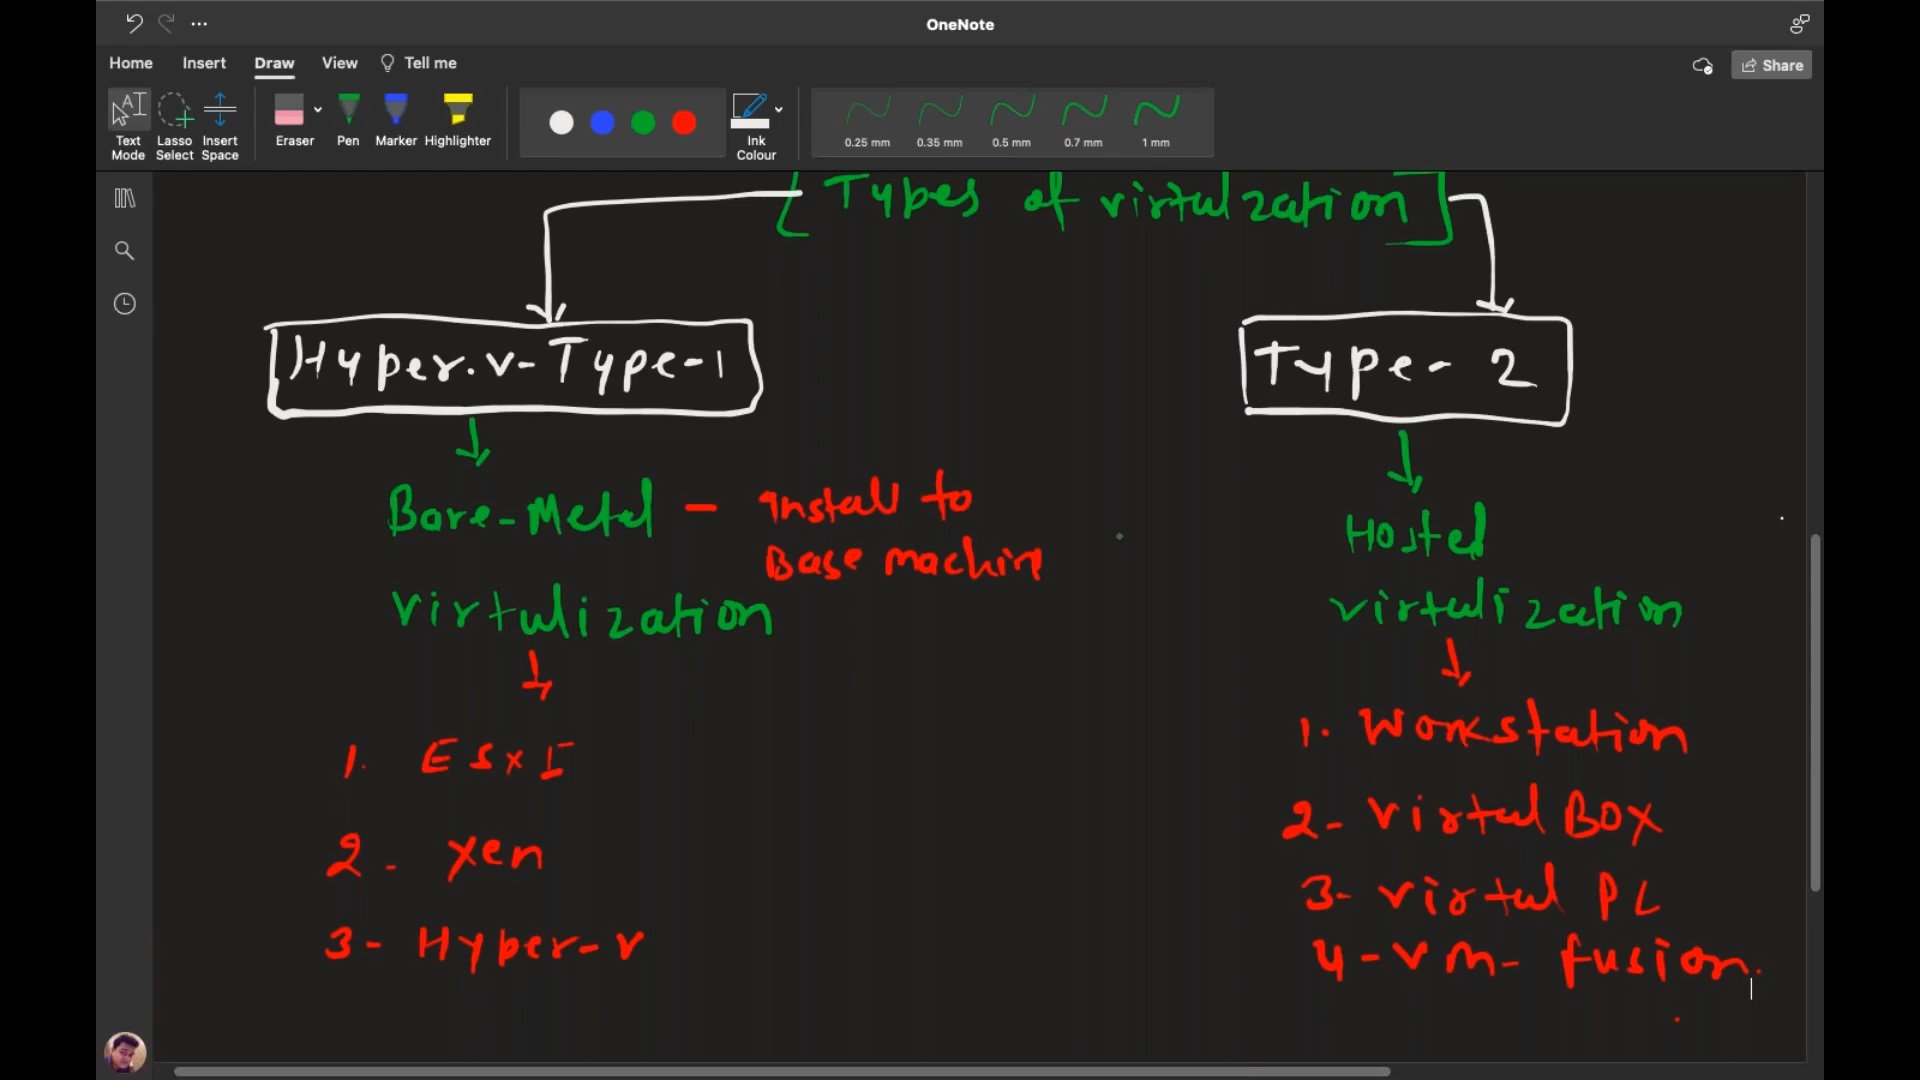 OneNote
Home Insert Draw View Tell me
Share
Text Mode
Lasso Select
Insert Space
Eraser
Pen
Marker
Highlighter
Ink Colour
0.25 mm
0.35 mm
0.5 mm
0.7 mm
1 mm
[Types of virtulzation]
Hyper.v-Type-1
Type-2
Bare-Metal - install to
Base machine
virtulization
Hosted
virtulization
1. ESXI
2- Xen
3- Hyper-v
1. Workstation
2- virtul BOX
3- virtul PC
4- vm- fusion.